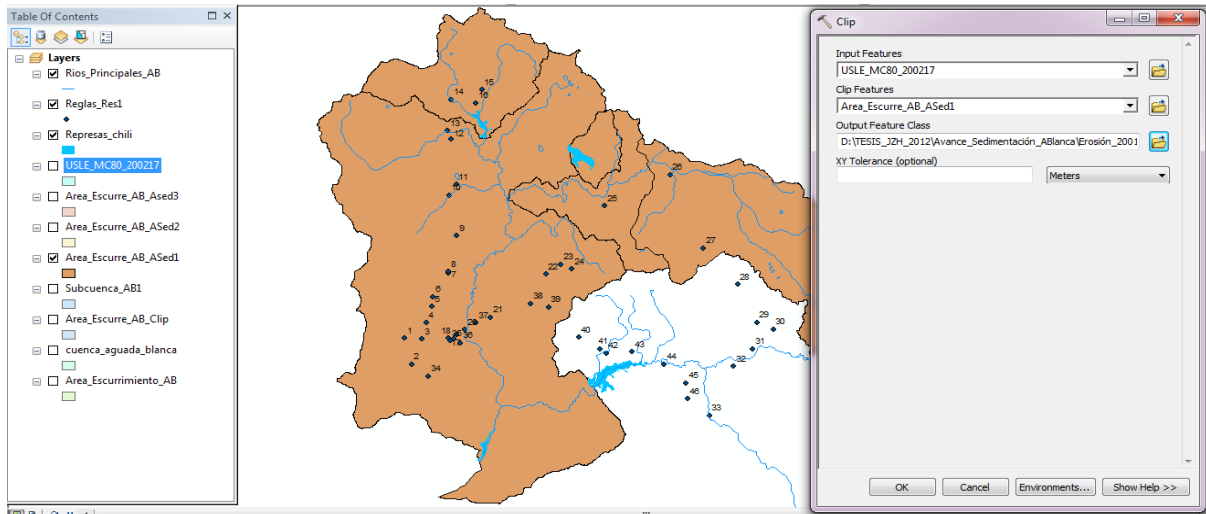 Table Of Contents
Layers
Rios_Principales_AB
Reglas_Res1
Represas_chili
USLE_MC80_200217
Area_Escurre_AB_Ased3
Area_Escurre_AB_ASed2
Area_Escurre_AB_ASed1
Subcuenca_AB1
Area_Escurre_AB_Clip
cuenca_aguada_blanca
Area_Escurrimiento_AB
15
14
16
13
12
11
10
9
8
7
6
5
4
1
3
2
34
18
36
37
21
38
39
22
23
24
25
26
27
28
29
30
31
32
33
40
41
42
43
44
45
46
Clip
Input Features
USLE_MC80_200217
Clip Features
Area_Escurre_AB_ASed1
Output Feature Class
D:\TESIS_JZH_2012\Avance_Sedimentación_ABlanca\Erosión_2001
XY Tolerance (optional)
Meters
OK
Cancel
Environments...
Show Help >>